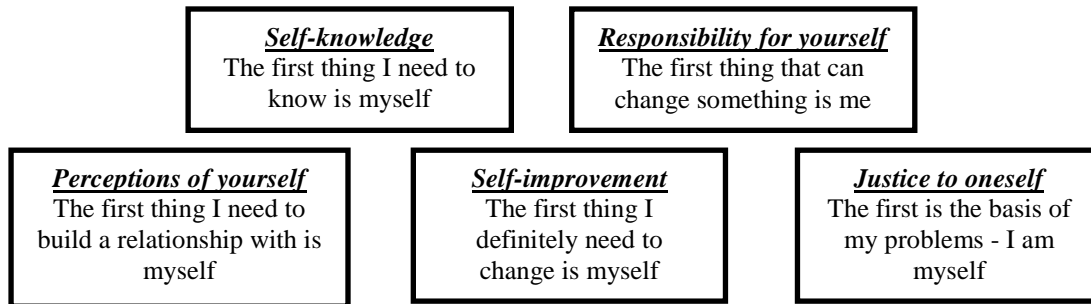 Self-knowledge
The first thing I need to
know is myself
Responsibility for yourself
The first thing that can
change something is me
Perceptions of yourself
The first thing I need to
build a relationship with is
myself
Self-improvement
The first thing I
definitely need to
change is myself
Justice to oneself
The first is the basis of
my problems - I am
myself